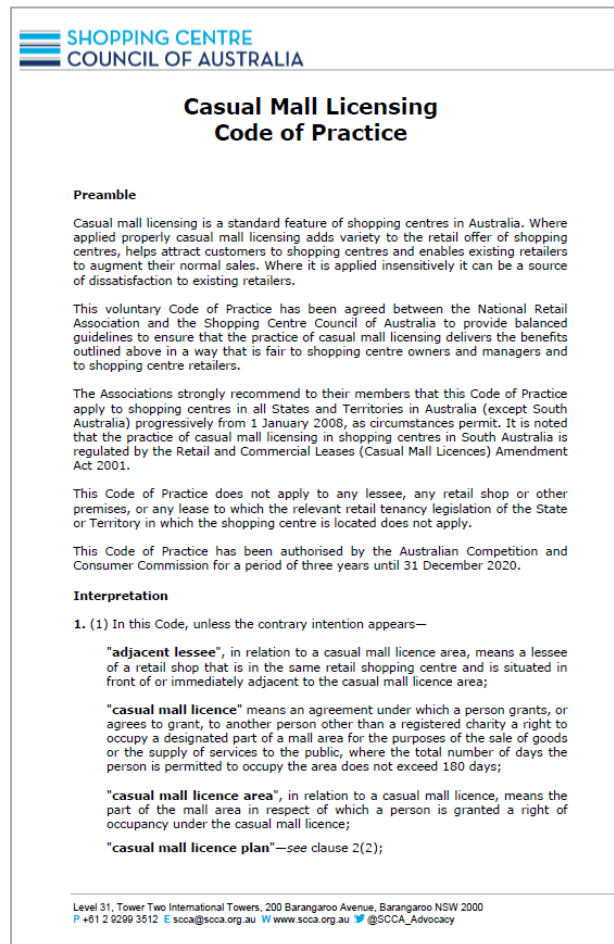 SHOPPING CENTRE
COUNCIL OF AUSTRALIA
Casual Mall Licensing
Code of Practice
Preamble
Casual mall licensing is a standard feature of shopping centres in Australia. Where
applied properly casual mall licensing adds variety to the retail offer of shopping
centres, helps attract customers to shopping centres and enables existing retailers
to augment their normal sales. Where it is applied insensitively it can be a source
of dissatisfaction to existing retailers.
This voluntary Code of Practice has been agreed between the National Retail
Association and the Shopping Centre Council of Australia to provide balanced
guidelines to ensure that the practice of casual mall licensing delivers the benefits
outlined above in a way that is fair to shopping centre owners and managers and
to shopping centre retailers.
The Associations strongly recommend to their members that this Code of Practice
apply to shopping centres in all States and Territories in Australia (except South
Australia) progressively from 1 January 2008, as circumstances permit. It is noted
that the practice of casual mall licensing in shopping centres in South Australia is
regulated by the Retail and Commercial Leases (Casual Mall Licences) Amendment
Act 2001.
This Code of Practice does not apply to any lessee, any retail shop or other
premises, or any lease to which the relevant retail tenancy legislation of the State
or Territory in which the shopping centre is located does not apply.
This Code of Practice has been authorised by the Australian Competition and
Consumer Commission for a period of three years until 31 December 2020.
Interpretation
1. (1) In this Code, unless the contrary intention appears—
"adjacent lessee", in relation to a casual mall licence area, means a lessee
of a retail shop that is in the same retail shopping centre and is situated in
front of or immediately adjacent to the casual mall licence area;
"casual mall licence" means an agreement under which a person grants, or
agrees to grant, to another person other than a registered charity a right to
occupy a designated part of a mall area for the purposes of the sale of goods
or the supply of services to the public, where the total number of days the
person is permitted to occupy the area does not exceed 180 days;
"casual mall licence area", in relation to a casual mall licence, means the
part of the mall area in respect of which a person is granted a right of
occupancy under the casual mall licence;
"casual mall licence plan"—see clause 2(2);
Level 31, Tower Two International Towers, 200 Barangaroo Avenue, Barangaroo NSW 2000
P +61 2 9299 3512 E scca@scca.org.au W www.scca.org.au @SCCA_Advocacy